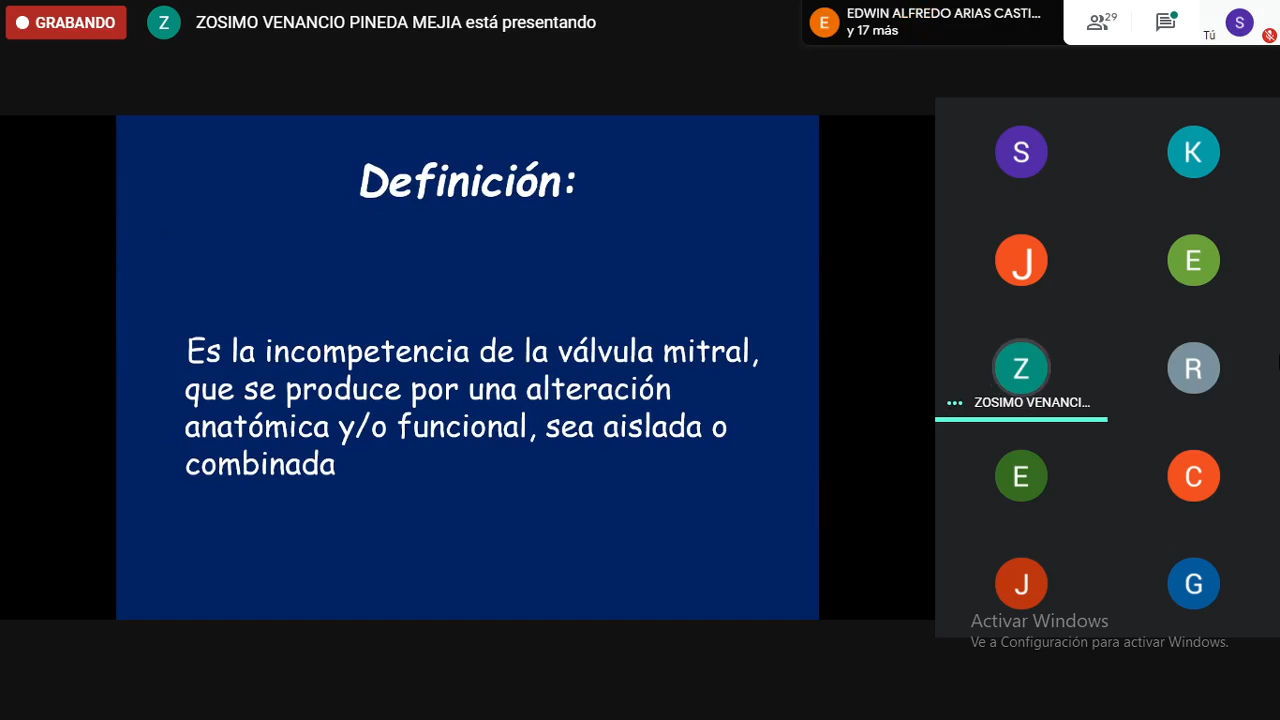 GRABANDO
Z
ZOSIMO VENANCIO PINEDA MEJIA está presentando
E
EDWIN ALFREDO ARIAS CASTI...
y 17 más
29
Tú
S
Definición:
Es la incompetencia de la válvula mitral,
que se produce por una alteración
anatómica y/o funcional, sea aislada o
combinada
S
K
J
E
Z
R
ZOSIMO VENANCI...
E
C
J
G
Activar Windows
Ve a Configuración para activar Windows.